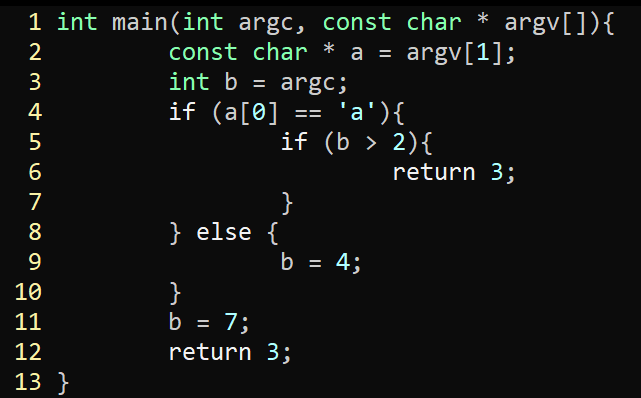 1 int main(int argc, const char * argv[]){
2         const char * a = argv[1];
3         int b = argc;
4         if (a[0] == 'a'){
5                 if (b > 2){
6                         return 3;
7                 }
8         } else {
9                 b = 4;
10         }
11         b = 7;
12         return 3;
13 }